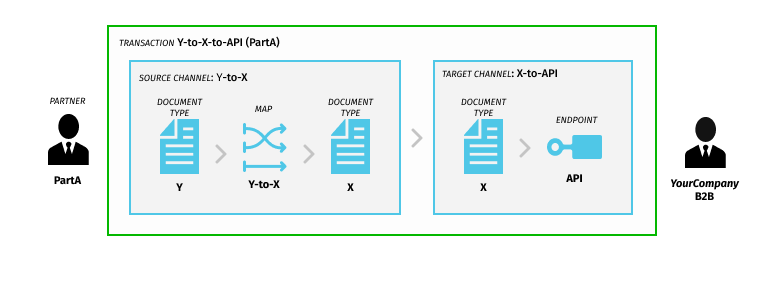 TRANSACTION Y-to-X-to-API (PartA)
SOURCE CHANNEL: Y-to-X
TARGET CHANNEL: X-to-API
PARTNER
PartA
DOCUMENT
TYPE
Y
MAP
Y-to-X
DOCUMENT
TYPE
X
DOCUMENT
TYPE
X
ENDPOINT
API
YourCompany
B2B